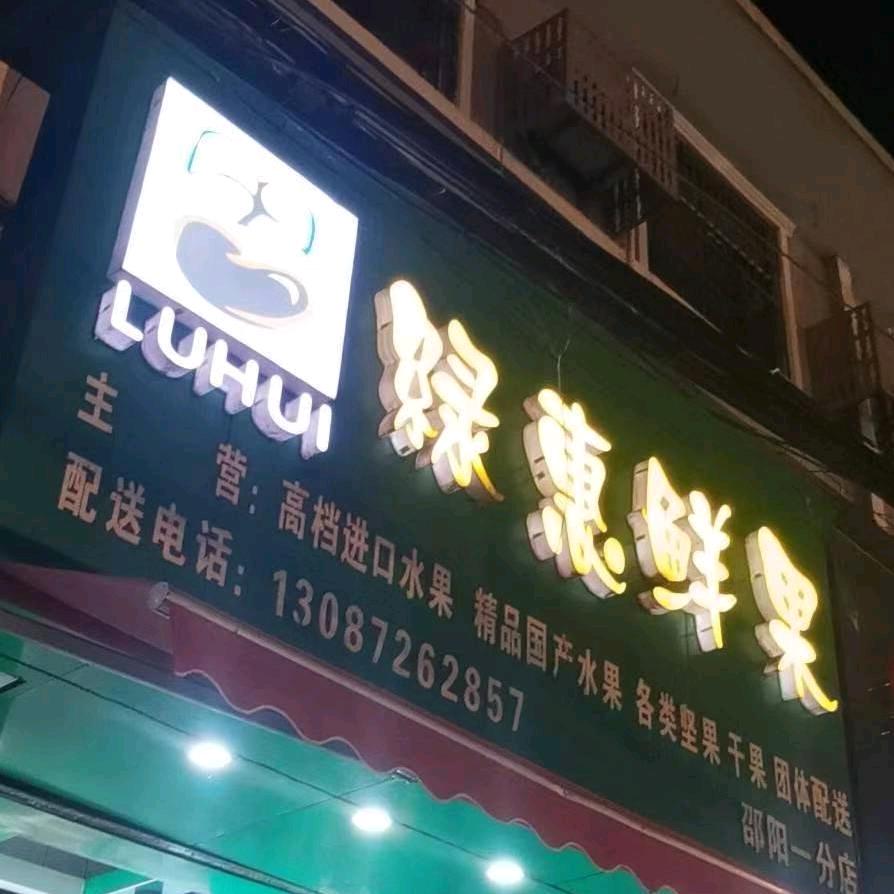 LUHUI
绿惠鲜果
主营：高档进口水果 精品国产水果 各类坚果 干果 团体配送
配送电话：13087262857
邵阳一分店